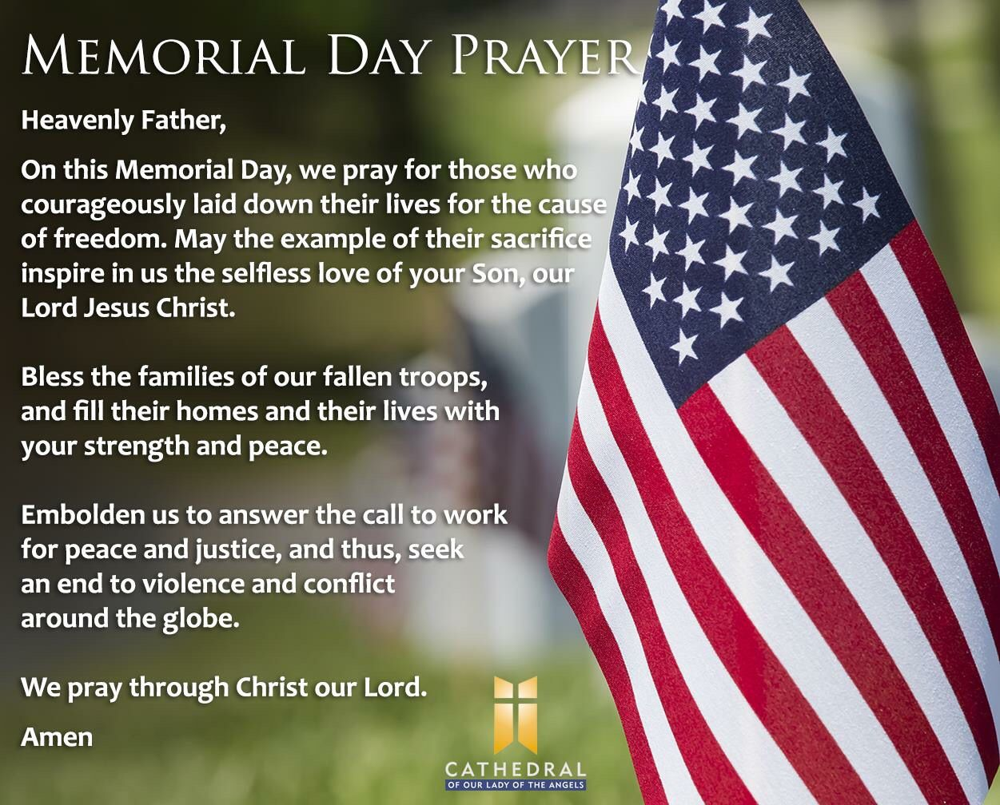 MEMORIAL DAY PRAYER
Heavenly Father,
On this Memorial Day, we pray for those who
courageously laid down their lives for the cause
of freedom. May the example of their sacrifice
inspire in us the selfless love of your Son, our
Lord Jesus Christ.
Bless the families of our fallen troops,
and fill their homes and their lives with
your strength and peace.
Embolden us to answer the call to work
for peace and justice, and thus, seek
an end to violence and conflict
around the globe.
We pray through Christ our Lord.
Amen
CATHEDRAL
OF OUR LADY OF THE ANGELS